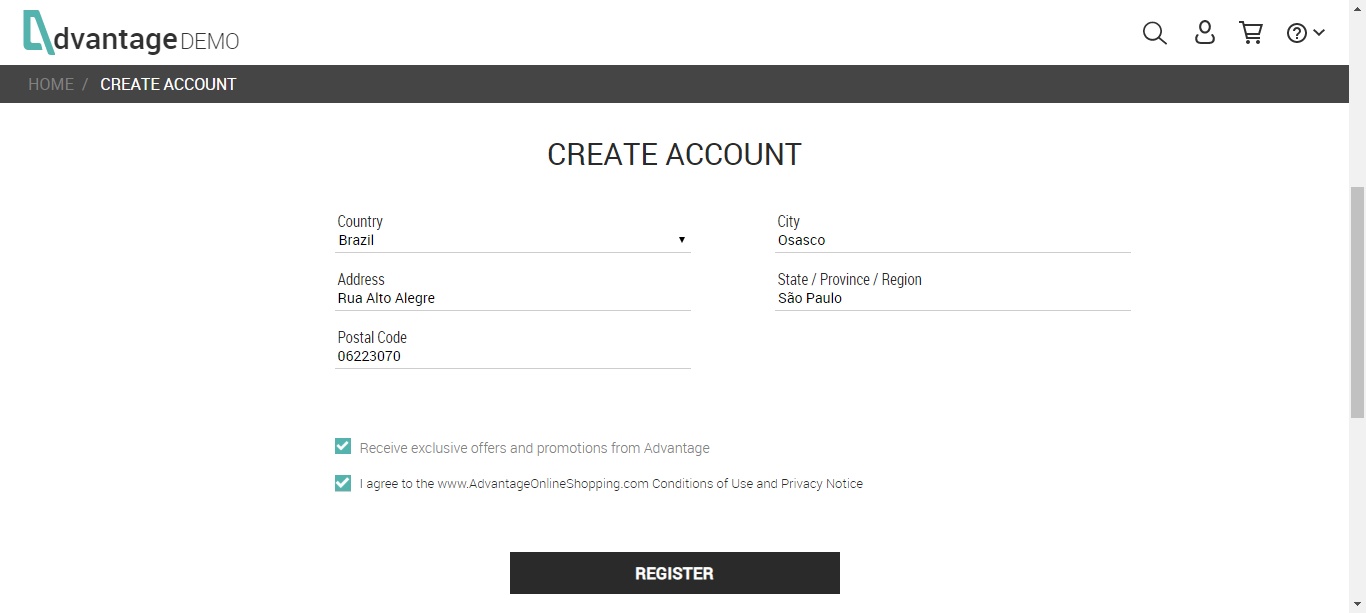 dvantage DEMO
HOME / CREATE ACCOUNT
CREATE ACCOUNT
Country
Brazil
City
Osasco
Address
Rua Alto Alegre
State / Province / Region
São Paulo
Postal Code
06223070
Receive exclusive offers and promotions from Advantage
I agree to the www.AdvantageOnlineShopping.com Conditions of Use and Privacy Notice
REGISTER